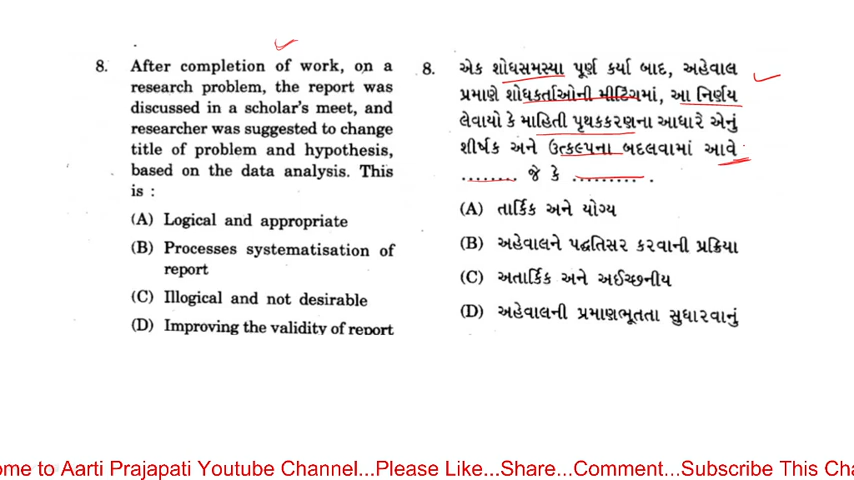 8. After completion of work, on a
research problem, the report was
discussed in a scholar's meet, and
researcher was suggested to change
title of problem and hypothesis,
based on the data analysis. This
is :
(A) Logical and appropriate
(B) Processes systematisation of
report
(C) Illogical and not desirable
(D) Improving the validity of report
8. એક શોધસમસ્યા પૂર્ણ કર્યા બાદ, અહેવાલ
પ્રમાણે શોધકર્તાઓની મીટિંગમાં, આ નિર્ણય
લેવાયો કે માહિતી પૃથકકરણના આધારે એનું
શીર્ષક અને ઉત્કલ્પના બદલવામાં આવે
........ જે કે .......... .
(A) તાર્કિક અને યોગ્ય
(B) અહેવાલને પદ્ધતિસર કરવાની પ્રક્રિયા
(C) અતાર્કિક અને અઈચ્છનીય
(D) અહેવાલની પ્રમાણભૂતતા સુધારવાનું
ome to Aarti Prajapati Youtube Channel...Please Like...Share...Comment...Subscribe This Cha